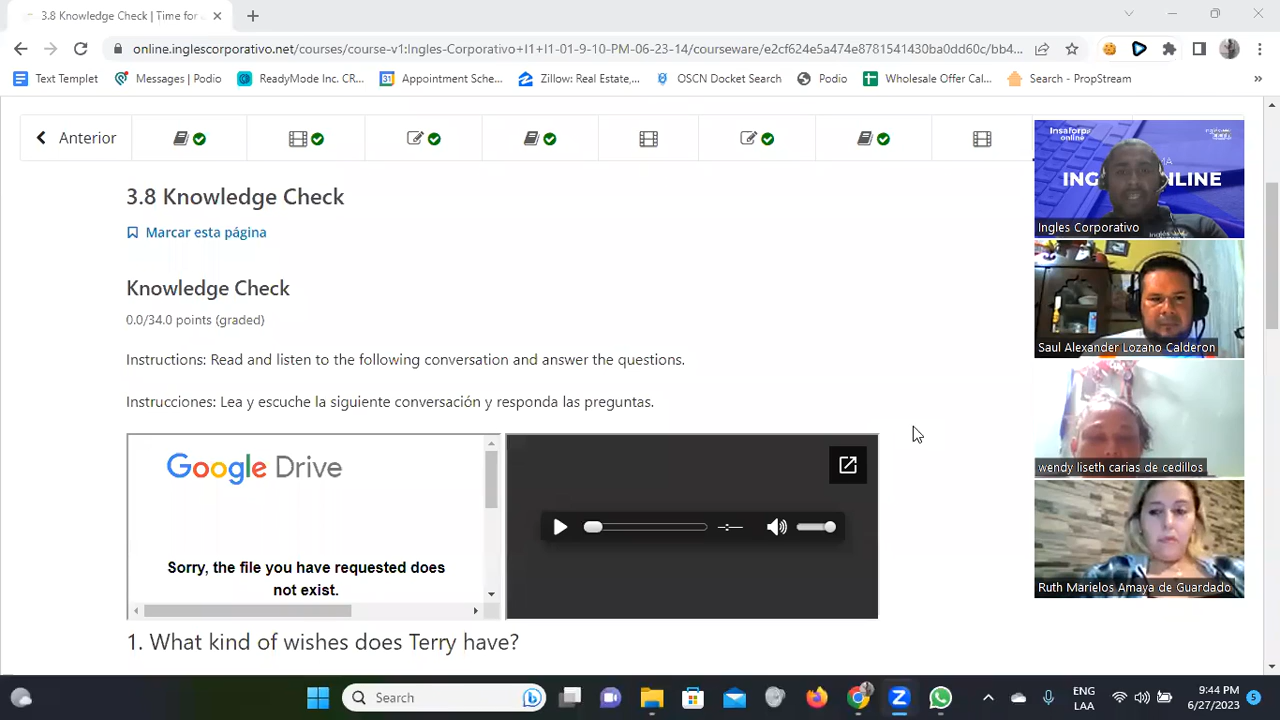 3.8 Knowledge Check | Time for
online.inglescorporativo.net/courses/course-v1:Ingles-Corporativo+I1+I1-01-9-10-PM-06-23-14/courseware/e2cf624e5a474e8781541430ba0dd60c/bb4...
Text Templet
Messages | Podio
ReadyMode Inc. CR...
Appointment Sche...
Zillow: Real Estate,...
OSCN Docket Search
Podio
Wholesale Offer Cal...
Search - PropStream
»
Anterior
3.8 Knowledge Check
Marcar esta página
Knowledge Check
0.0/34.0 points (graded)
Instructions: Read and listen to the following conversation and answer the questions.
Instrucciones: Lea y escuche la siguiente conversación y responda las preguntas.
Google Drive
Sorry, the file you have requested does
not exist.
-:--
1. What kind of wishes does Terry have?
Insaforp
online
Ingles Corporativo
Saul Alexander Lozano Calderon
wendy liseth carias de cedillos
Ruth Marielos Amaya de Guardado
Search
ENG
LAA
9:44 PM
6/27/2023
5